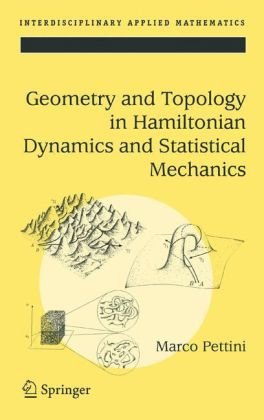 INTERDISCIPLINARY APPLIED MATHEMATICS
Geometry and Topology
in Hamiltonian
Dynamics and Statistical
Mechanics
Marco Pettini
Springer